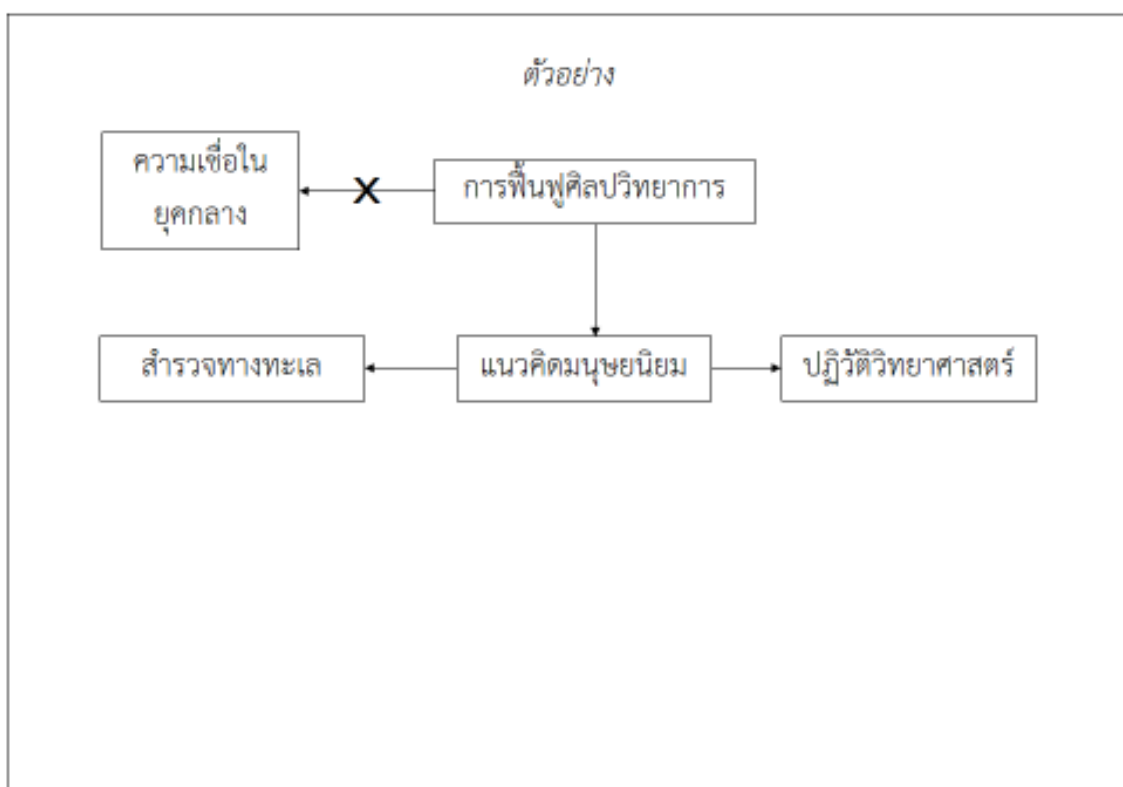 ตัวอย่าง
ความเชื่อใน
ยุคกลาง
X
การฟื้นฟูศิลปวิทยาการ
สำรวจทางทะเล
แนวคิดมนุษยนิยม
ปฏิวัติวิทยาศาสตร์